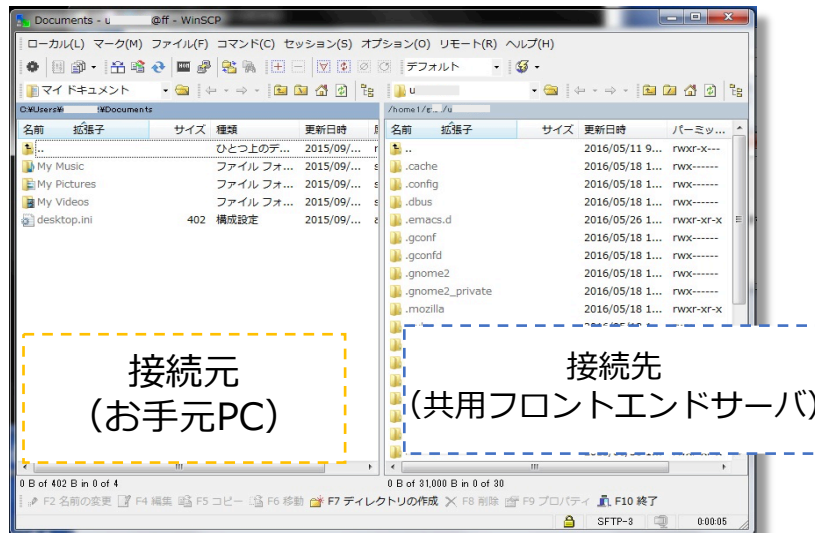 Documents - u @ff - WinSCP
ローカル(L) マーク(M) ファイル(F) コマンド(C) セッション(S) オプション(O) リモート(R) ヘルプ(H)
デフォルト
マイ ドキュメント
u
C:¥Users¥ ¥Documents
/home1/g.../u
名前 拡張子 サイズ 種類 更新日時
名前 拡張子 サイズ 更新日時 パーミッ...
.. ひとつ上のデ... 2015/09/... r
.. 2016/05/11 9... rwxr-x---
My Music ファイル フォ... 2015/09/... s
.cache 2016/05/18 1... rwx------
My Pictures ファイル フォ... 2015/09/... s
.config 2016/05/18 1... rwx------
My Videos ファイル フォ... 2015/09/... s
.dbus 2016/05/18 1... rwx------
desktop.ini 402 構成設定 2015/09/... a
.emacs.d 2016/05/26 1... rwxr-xr-x
.gconf 2016/05/18 1... rwx------
.gconfd 2016/05/18 1... rwx------
.gnome2 2016/05/18 1... rwx------
.gnome2_private 2016/05/18 1... rwx------
.mozilla 2016/05/18 1... rwxr-xr-x
接続元
（お手元PC）
接続先
（共用フロントエンドサーバ）
0 B of 402 B in 0 of 4
0 B of 31,000 B in 0 of 30
F2 名前の変更 F4 編集 F5 コピー F6 移動 F7 ディレクトリの作成 F8 削除 F9 プロパティ F10 終了
SFTP-3 0:00:05